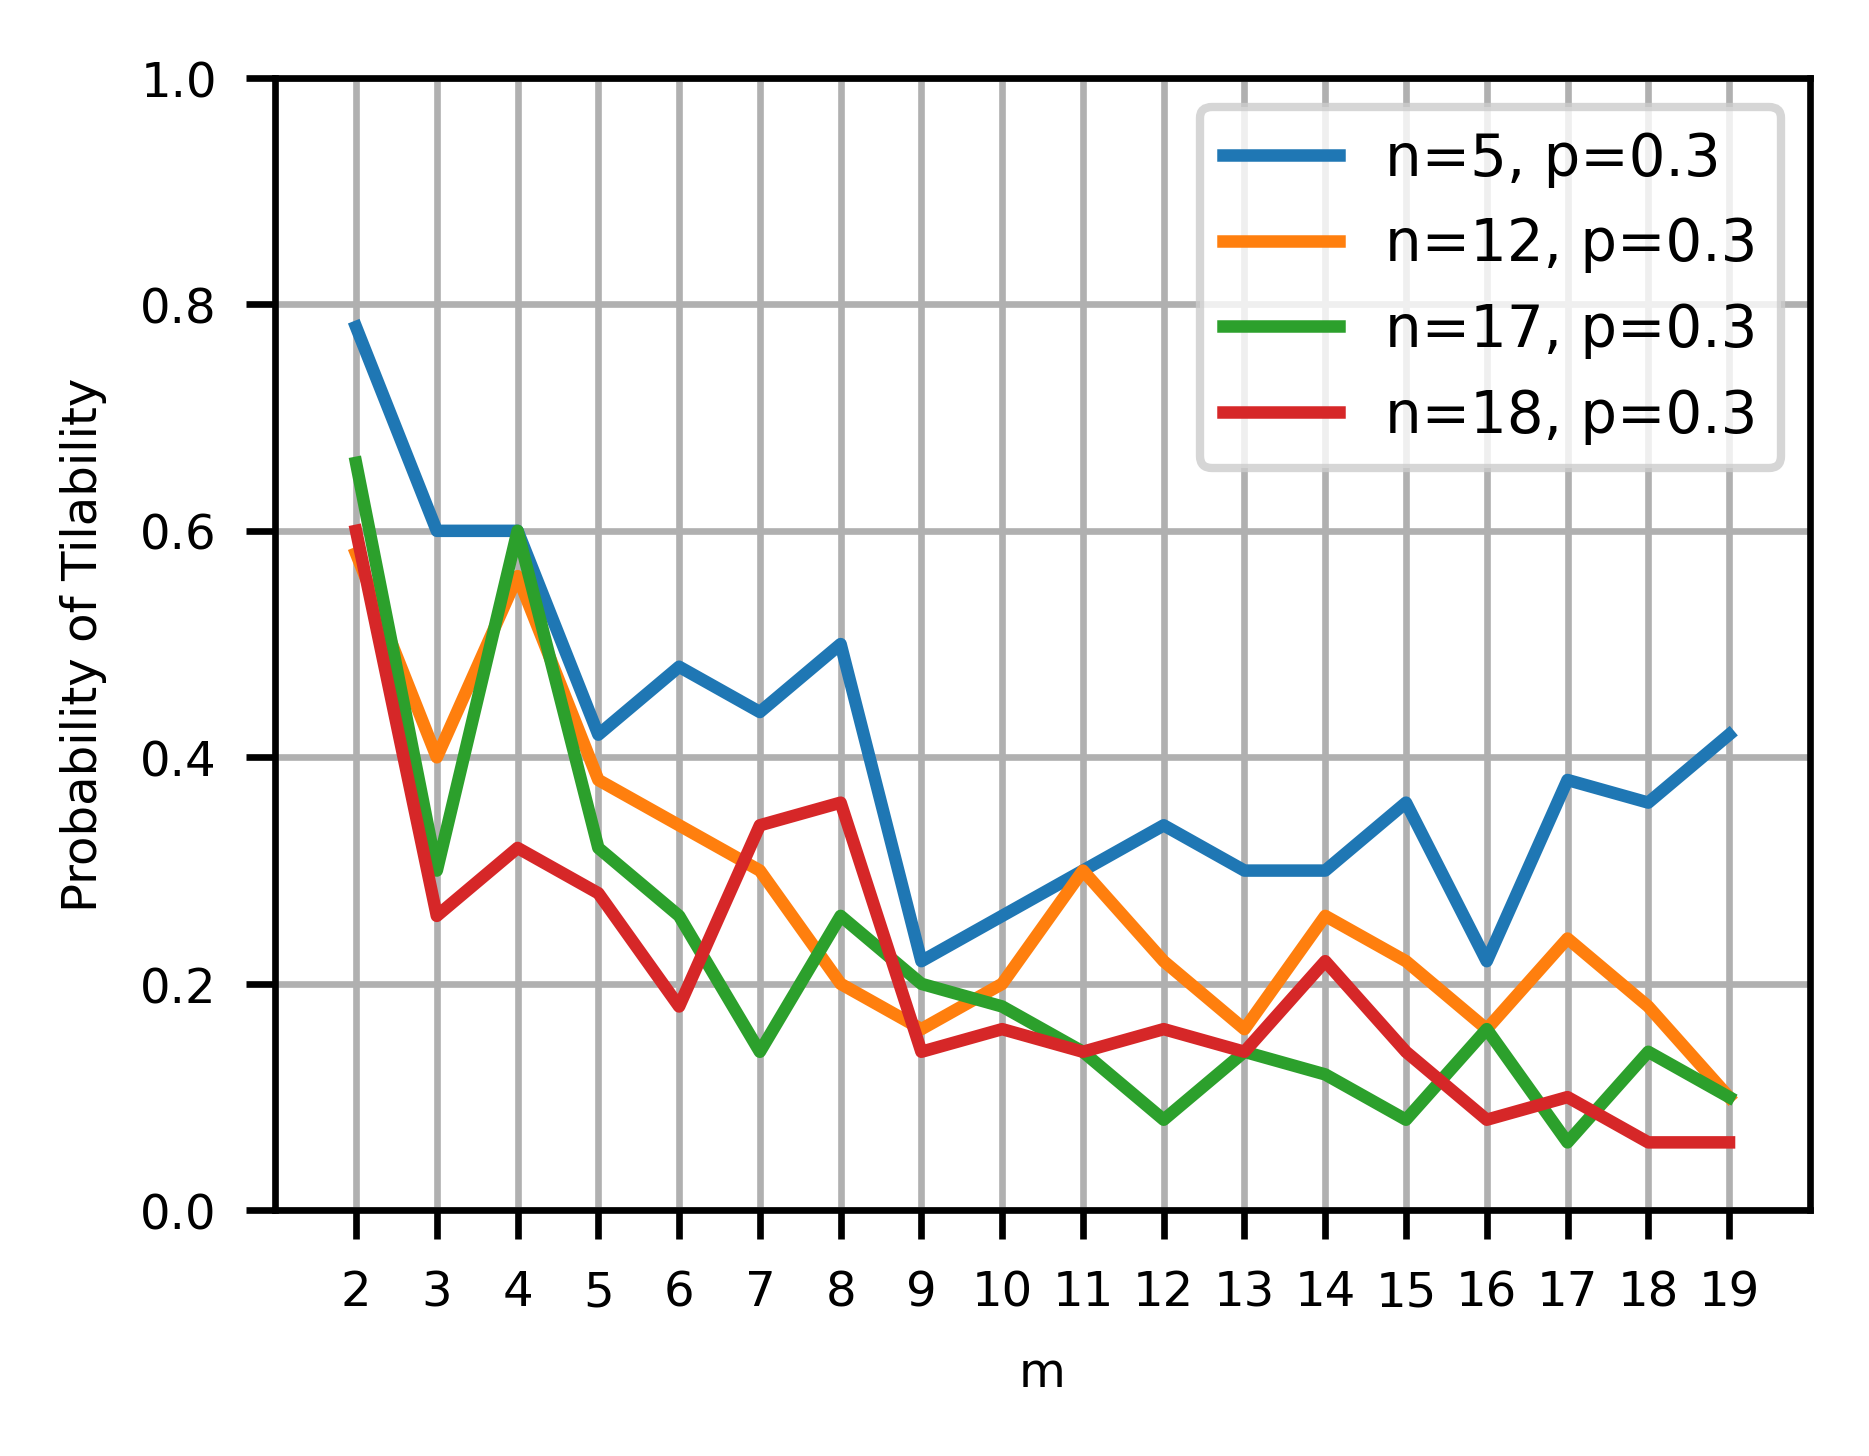 1.0
0.8
0.6
0.4
0.2
0.0
Probability of Tilability
n=5, p=0.3
n=12, p=0.3
n=17, p=0.3
n=18, p=0.3
2 3 4 5 6 7 8 9 10 11 12 13 14 15 16 17 18 19
m